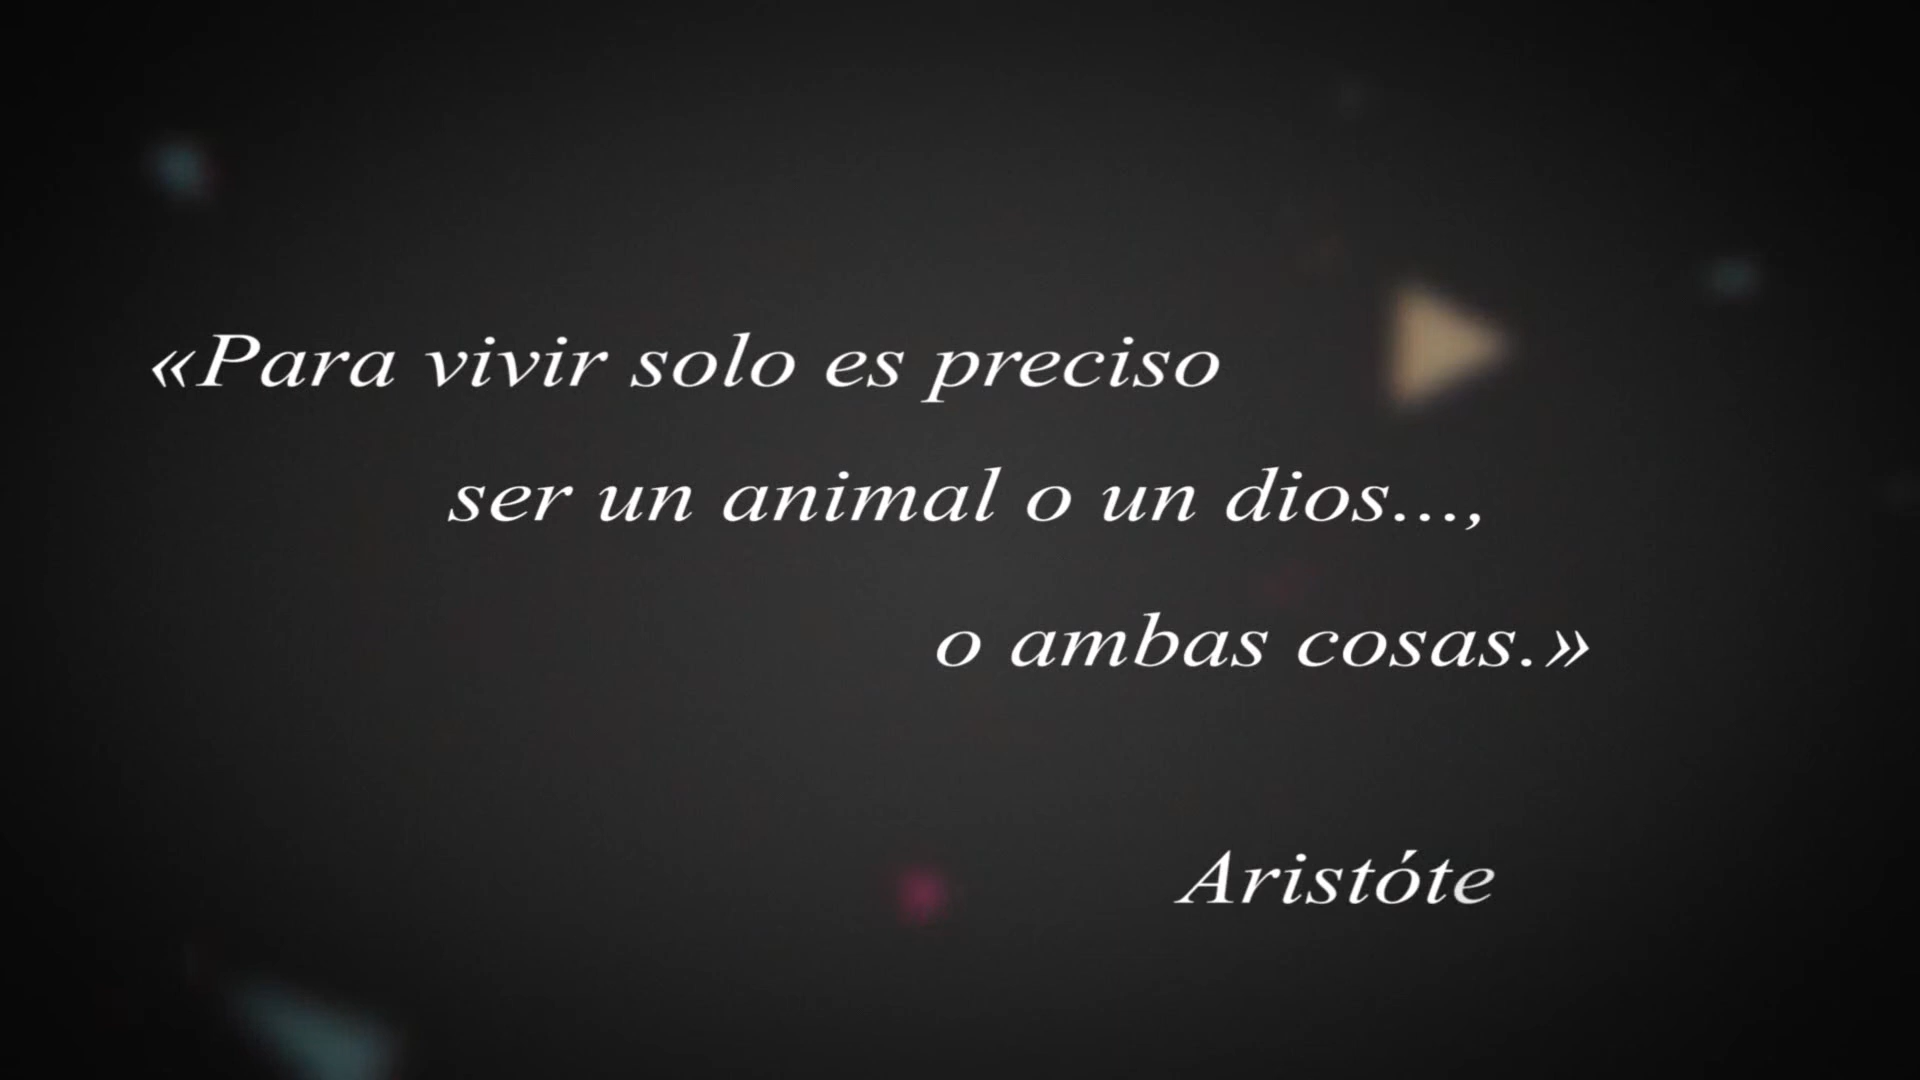 «Para vivir solo es preciso
ser un animal o un dios...,
o ambas cosas.»
Aristóte